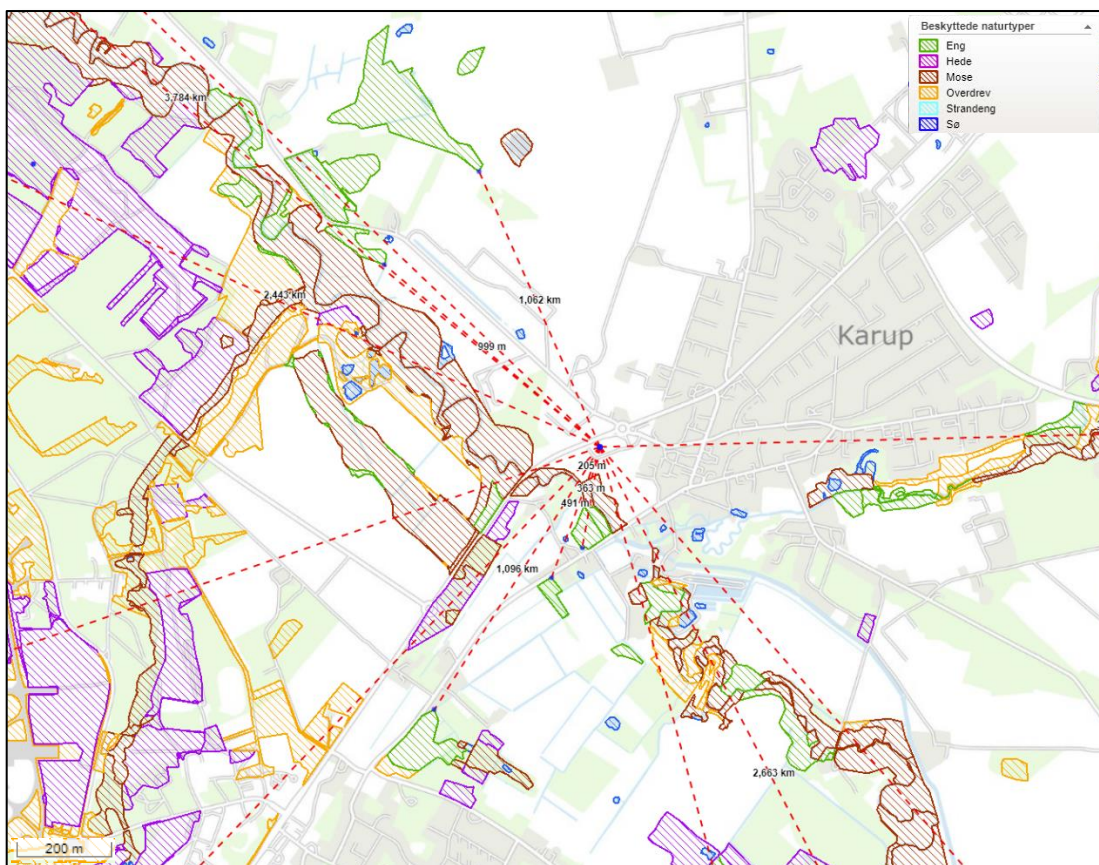 Beskyttede naturtyper
Eng
Hede
Mose
Overdrev
Strandeng
Sø
3,784 km
2,443 km
1,062 km
999 m
Karup
205 m
363 m
491 m
1,096 km
2,663 km
200 m